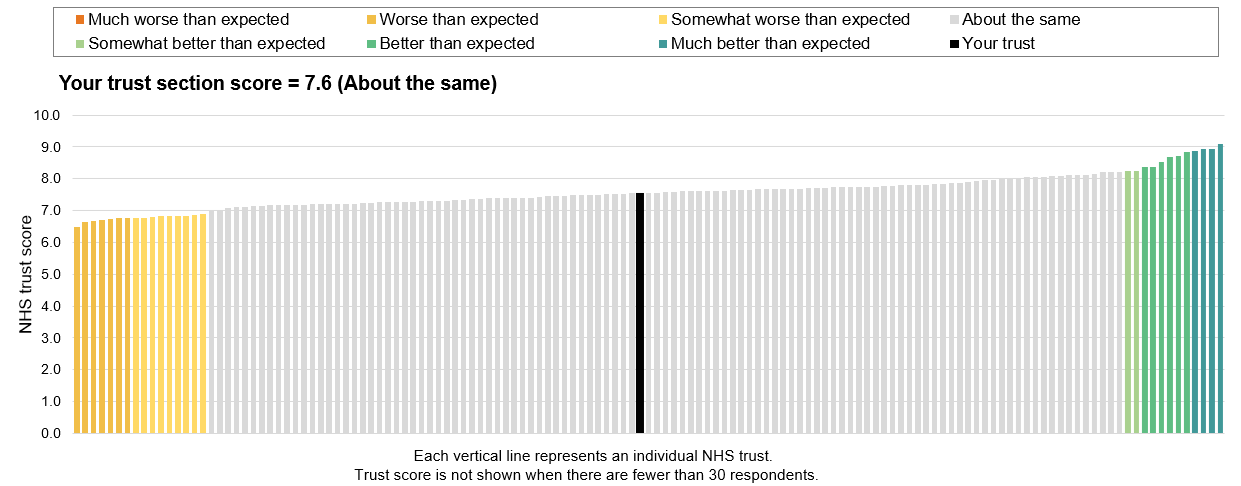 Much worse than expected Worse than expected Somewhat worse than expected About the same
Somewhat better than expected Better than expected Much better than expected Your trust
Your trust section score = 7.6 (About the same)
10.0
9.0
8.0
7.0
6.0
5.0
4.0
3.0
2.0
1.0
0.0
NHS trust score
Each vertical line represents an individual NHS trust.
Trust score is not shown when there are fewer than 30 respondents.